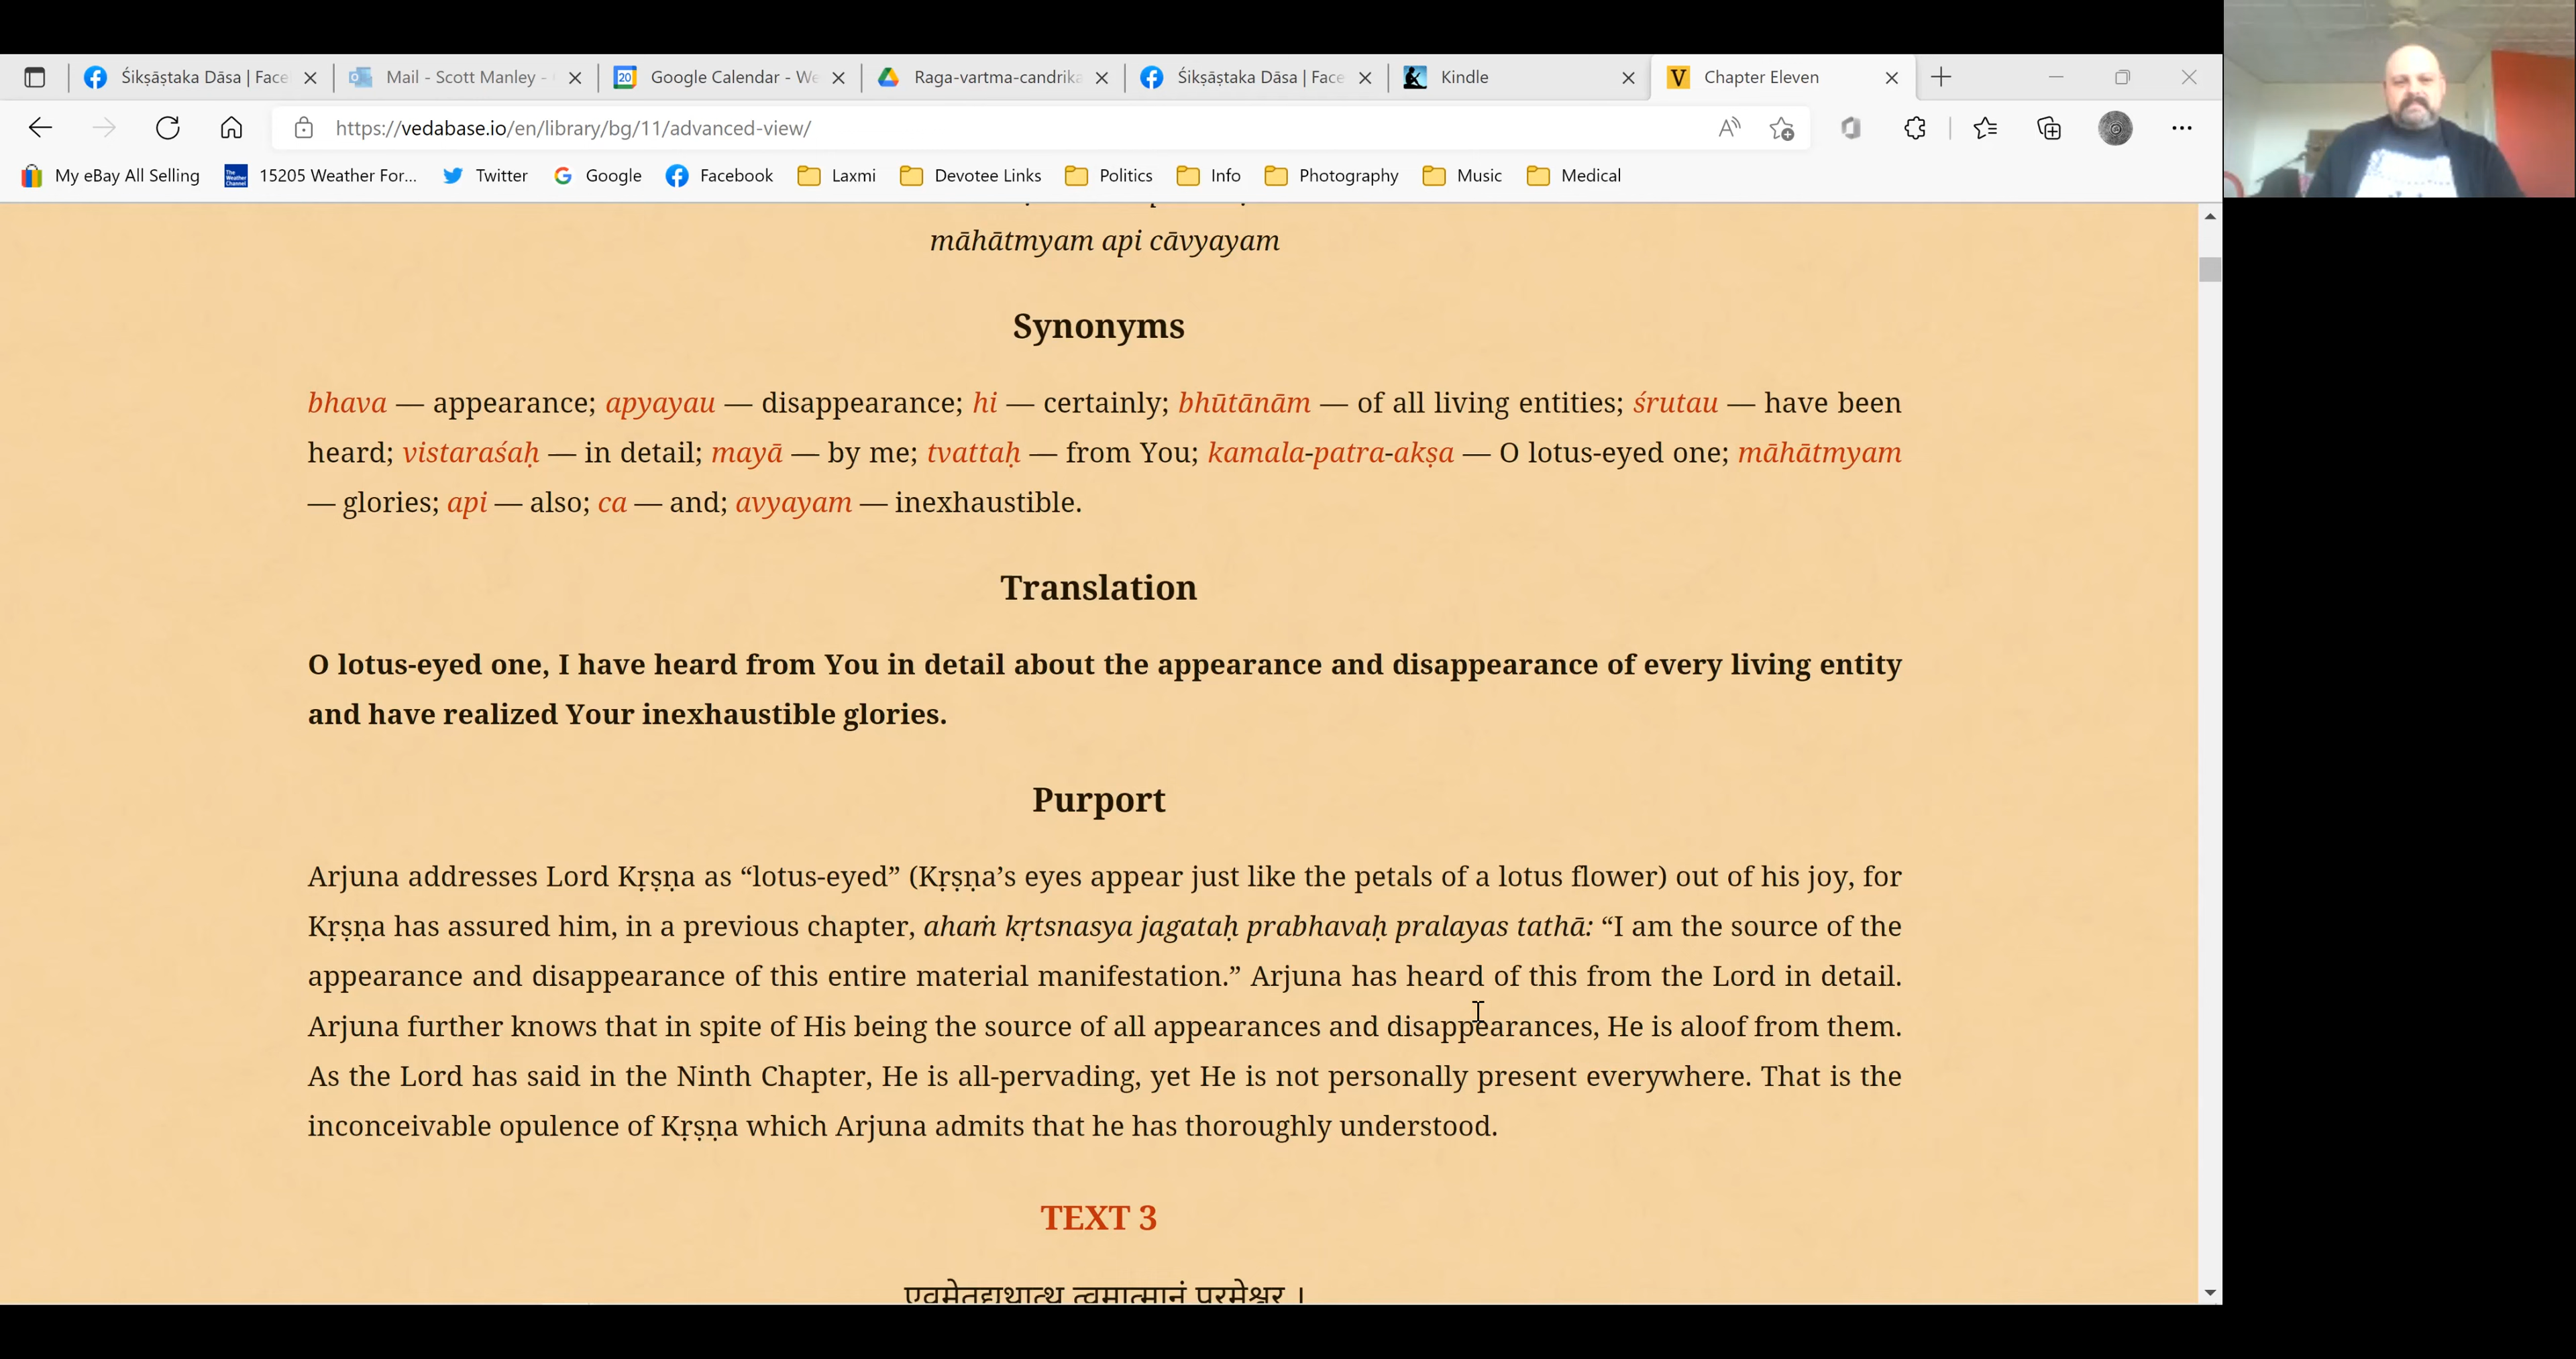 Śikṣāṣtaka Dāsa | Face
Mail - Scott Manley -
Google Calendar - We
Raga-vartma-candrika
Śikṣāṣtaka Dāsa | Face
Kindle
Chapter Eleven
https://vedabase.io/en/library/bg/11/advanced-view/
My eBay All Selling
15205 Weather For...
Twitter
Google
Facebook
Laxmi
Devotee Links
Politics
Info
Photography
Music
Medical
māhātmyam api cāvyayam
Synonyms
bhava — appearance; apyayau — disappearance; hi — certainly; bhūtānām — of all living entities; śrutau — have been
heard; vistaraśaḥ — in detail; mayā — by me; tvattaḥ — from You; kamala-patra-akṣa — O lotus-eyed one; māhātmyam
— glories; api — also; ca — and; avyayam — inexhaustible.
Translation
O lotus-eyed one, I have heard from You in detail about the appearance and disappearance of every living entity
and have realized Your inexhaustible glories.
Purport
Arjuna addresses Lord Kṛṣṇa as “lotus-eyed” (Kṛṣṇa’s eyes appear just like the petals of a lotus flower) out of his joy, for
Kṛṣṇa has assured him, in a previous chapter, ahaṁ kṛtsnasya jagataḥ prabhavaḥ pralayas tathā: “I am the source of the
appearance and disappearance of this entire material manifestation.” Arjuna has heard of this from the Lord in detail.
Arjuna further knows that in spite of His being the source of all appearances and disappearances, He is aloof from them.
As the Lord has said in the Ninth Chapter, He is all-pervading, yet He is not personally present everywhere. That is the
inconceivable opulence of Kṛṣṇa which Arjuna admits that he has thoroughly understood.
TEXT 3
एवमेतद्यथात्थ त्वमात्मानं परमेश्वर ।